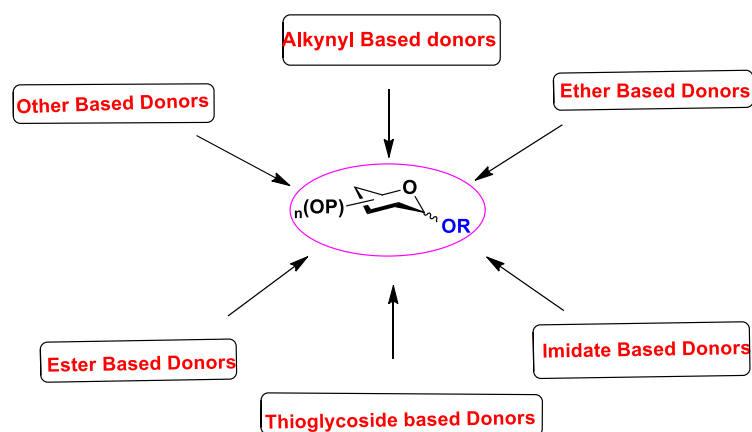 Alkynyl Based donors
Other Based Donors
Ether Based Donors
O
n(OP)
OR
Ester Based Donors
Imidate Based Donors
Thioglycoside based Donors